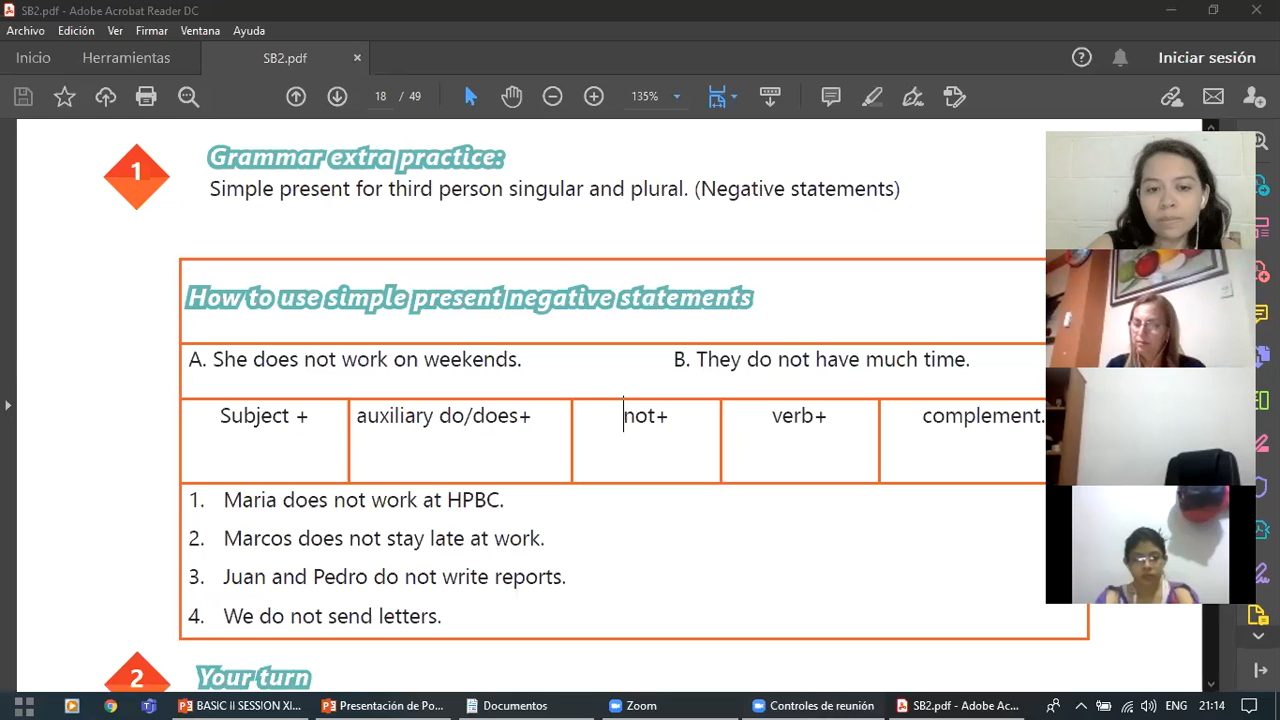 SB2.pdf - Adobe Acrobat Reader DC
Archivo Edición Ver Firmar Ventana Ayuda
Inicio Herramientas SB2.pdf × Iniciar sesión
18 / 49 135%
1 Grammar extra practice:
Simple present for third person singular and plural. (Negative statements)
How to use simple present negative statements
A. She does not work on weekends. B. They do not have much time.
Subject + auxiliary do/does+ not+ verb+ complement.
1. Maria does not work at HPBC.
2. Marcos does not stay late at work.
3. Juan and Pedro do not write reports.
4. We do not send letters.
2 Your turn
BASIC II SESSION XI... Presentación de Po... Documentos Zoom Controles de reunión SB2.pdf - Adobe Ac... ENG 21:14